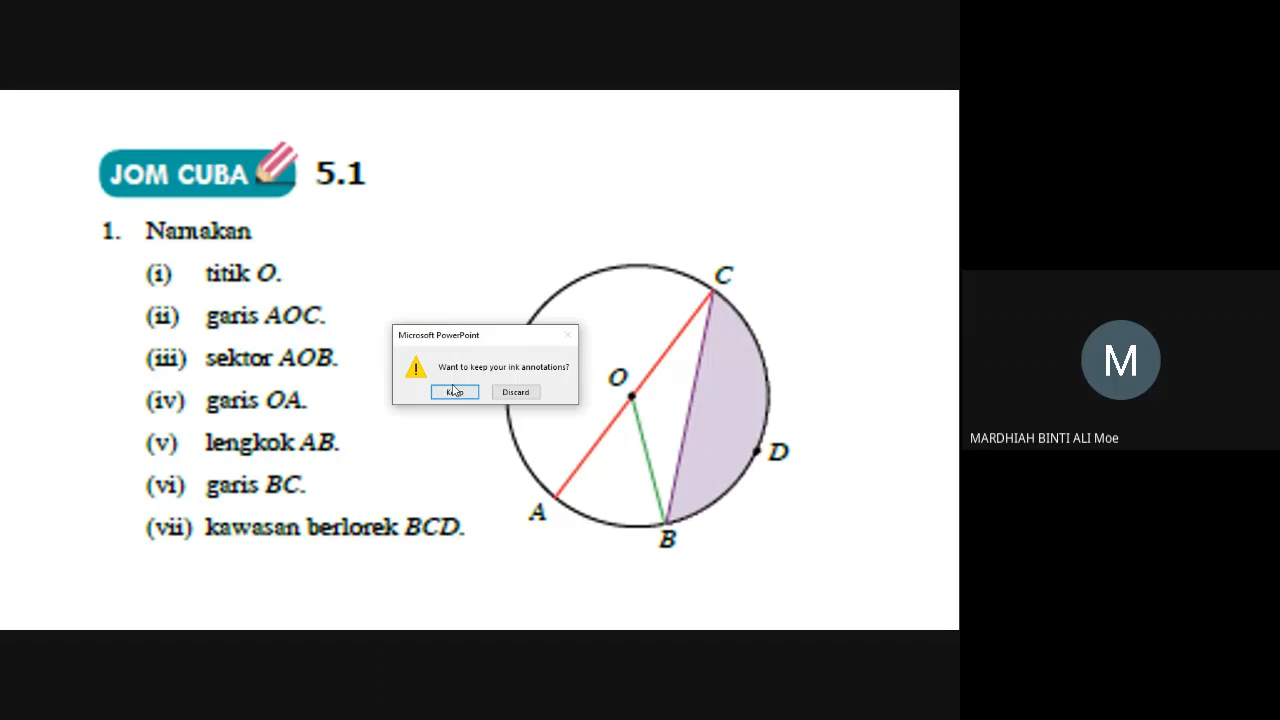 JOM CUBA 5.1
1. Namakan
(i) titik O.
(ii) garis AOC.
(iii) sektor AOB.
(iv) garis OA.
(v) lengkok AB.
(vi) garis BC.
(vii) kawasan berlorek BCD.
C
O
D
A
B
Microsoft PowerPoint
Want to keep your ink annotations?
Keep Discard
M
MARDHIAH BINTI ALI Moe